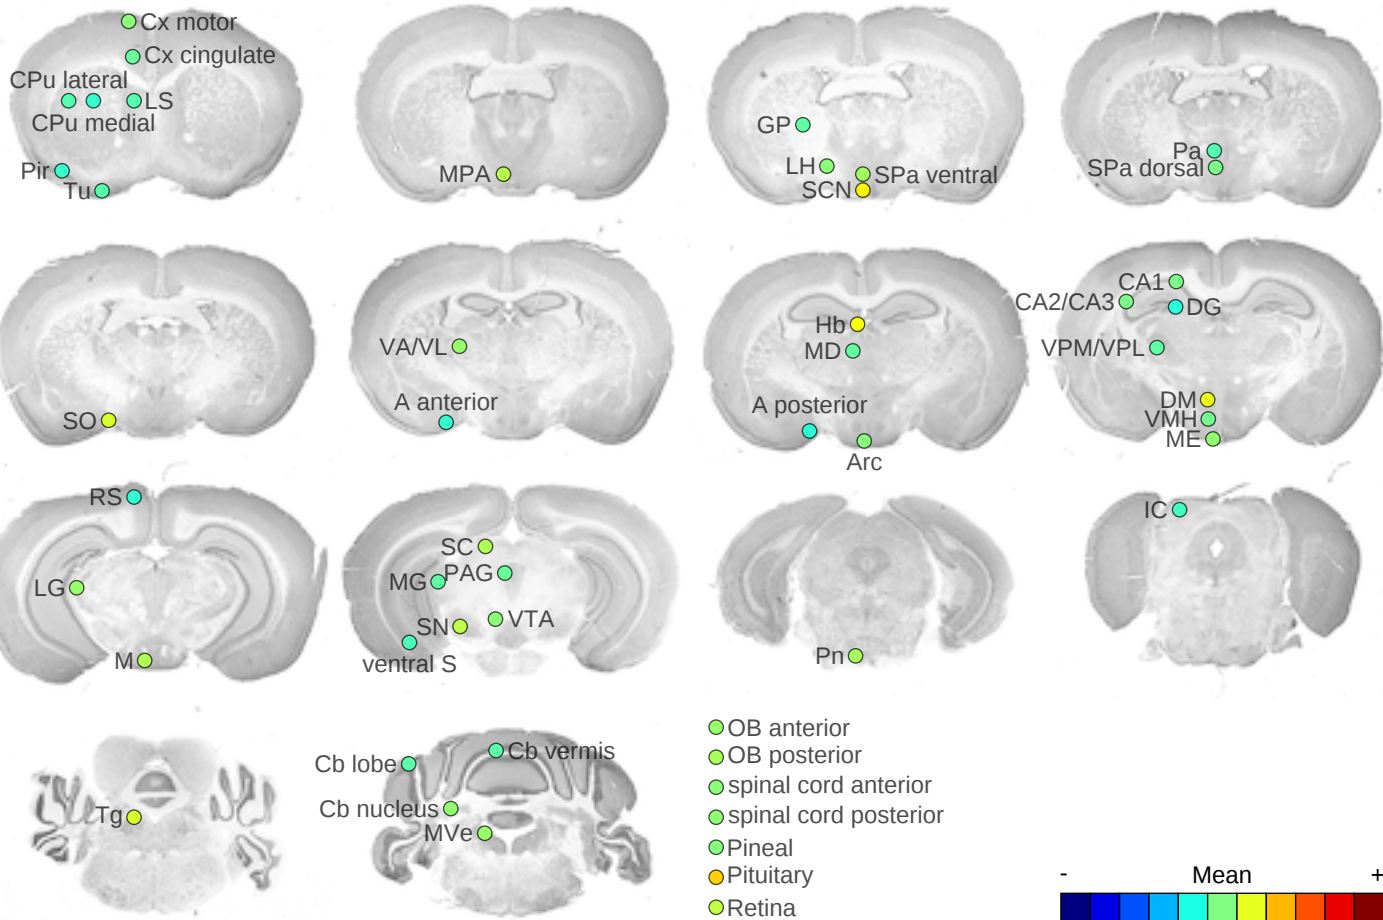 Cx motor
Cx cingulate
CPu lateral
LS
CPu medial
Pir
Tu
MPA
GP
LH
SPa ventral
SCN
Pa
SPa dorsal
SO
VA/VL
A anterior
Hb
MD
A posterior
Arc
CA1
CA2/CA3
DG
VPM/VPL
DM
VMH
ME
RS
LG
M
SC
MG
PAG
SN
VTA
ventral S
Pn
IC
Tg
Cb lobe
Cb vermis
Cb nucleus
MVe
OB anterior
OB posterior
spinal cord anterior
spinal cord posterior
Pineal
Pituitary
Retina
- Mean +